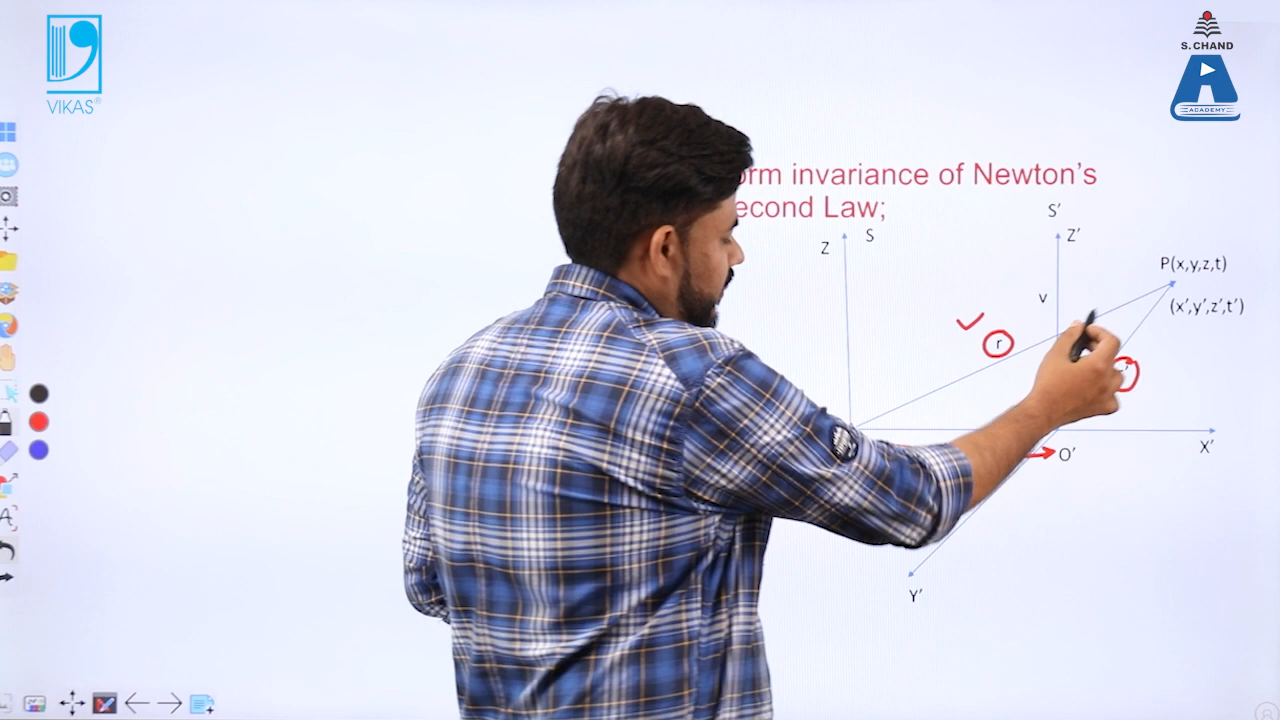 VIKAS®
S. CHAND
ACADEMY
orm invariance of Newton's
econd Law;
S'
S
Z'
Z
P(x,y,z,t)
v
(x',y',z',t')
r
X'
O'
Y'
A